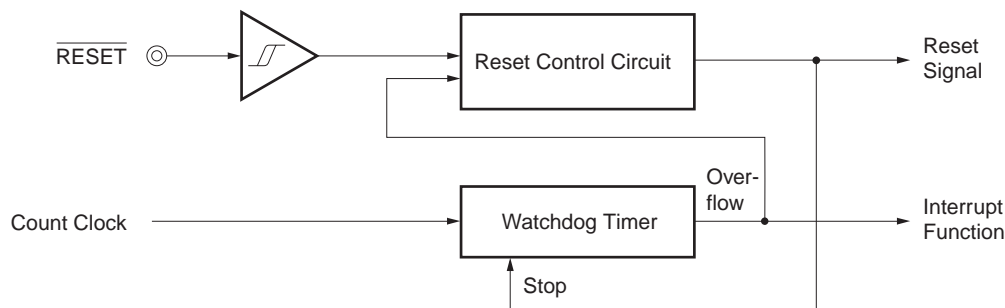 RESET
Reset Control Circuit
Reset
Signal
Over-
flow
Count Clock
Watchdog Timer
Interrupt
Function
Stop